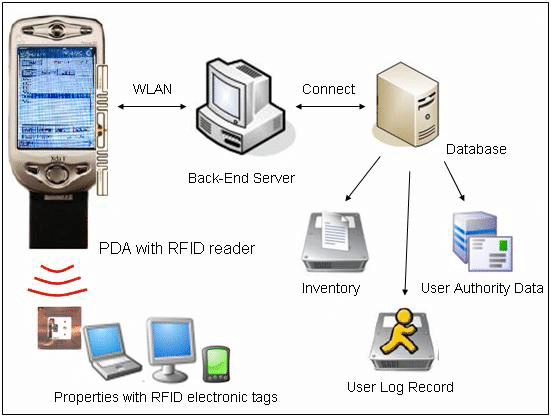 WLAN
Connect
Back-End Server
Database
PDA with RFID reader
Inventory
User Authority Data
User Log Record
Properties with RFID electronic tags